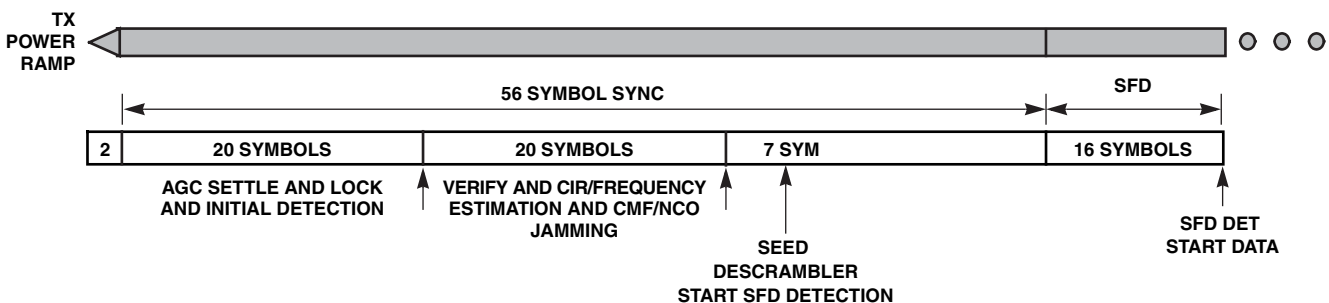 TX
POWER
RAMP
56 SYMBOL SYNC
SFD
2
20 SYMBOLS
20 SYMBOLS
7 SYM
16 SYMBOLS
AGC SETTLE AND LOCK
AND INITIAL DETECTION
VERIFY AND CIR/FREQUENCY
ESTIMATION AND CMF/NCO
JAMMING
SEED
DESCRAMBLER
START SFD DETECTION
SFD DET
START DATA